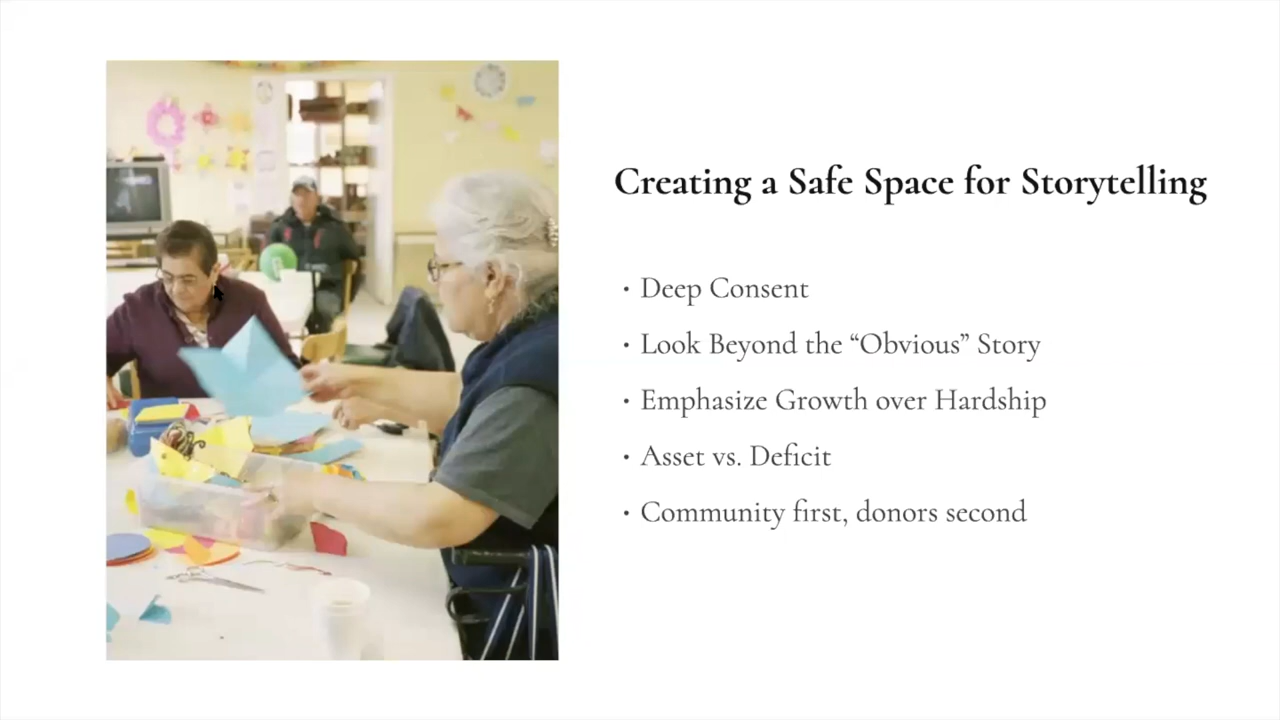 Creating a Safe Space for Storytelling
· Deep Consent
· Look Beyond the “Obvious” Story
· Emphasize Growth over Hardship
· Asset vs. Deficit
· Community first, donors second